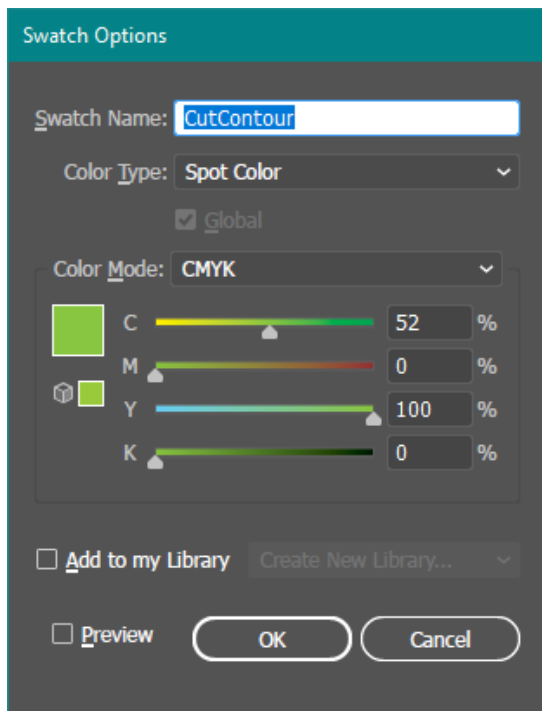 Swatch Options
Swatch Name: CutContour
Color Type: Spot Color
Global
Color Mode: CMYK
C 52 %
M 0 %
Y 100 %
K 0 %
Add to my Library Create New Library...
Preview OK Cancel